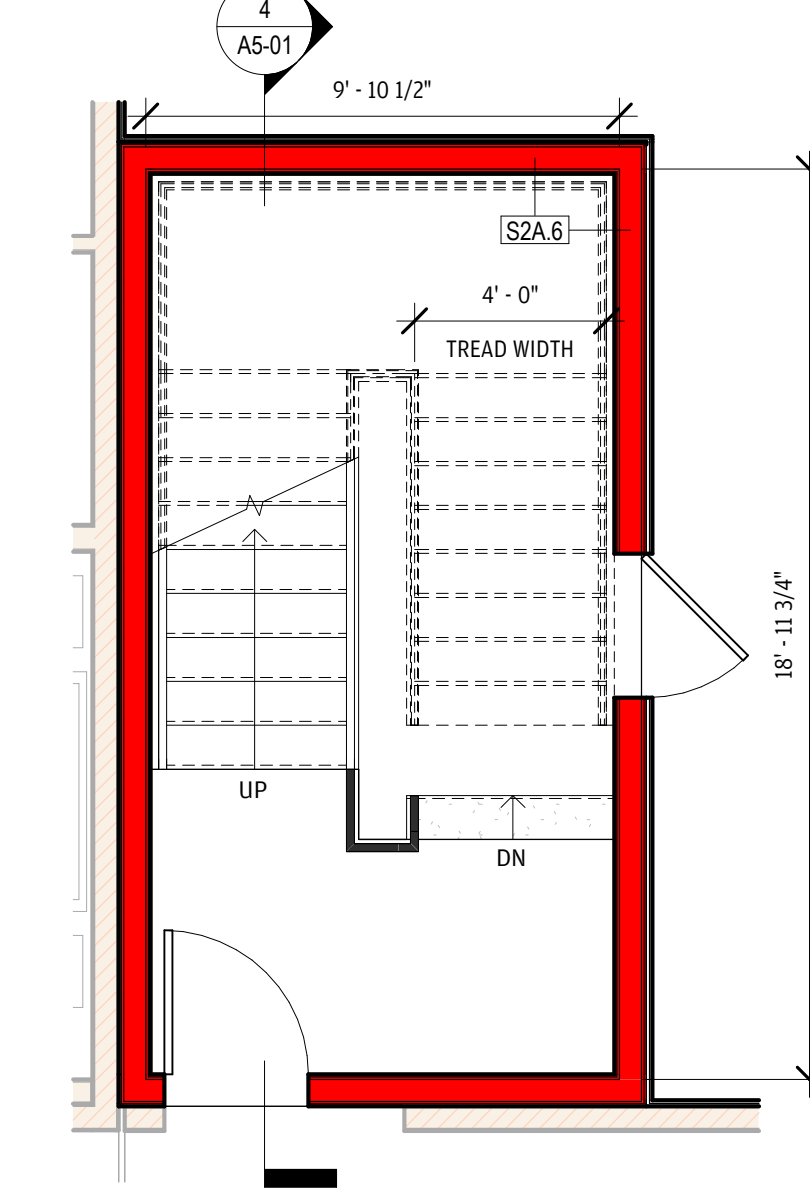 4
A5-01
9' - 10 1/2"
S2A.6
4' - 0"
TREAD WIDTH
18' - 11 3/4"
UP
DN